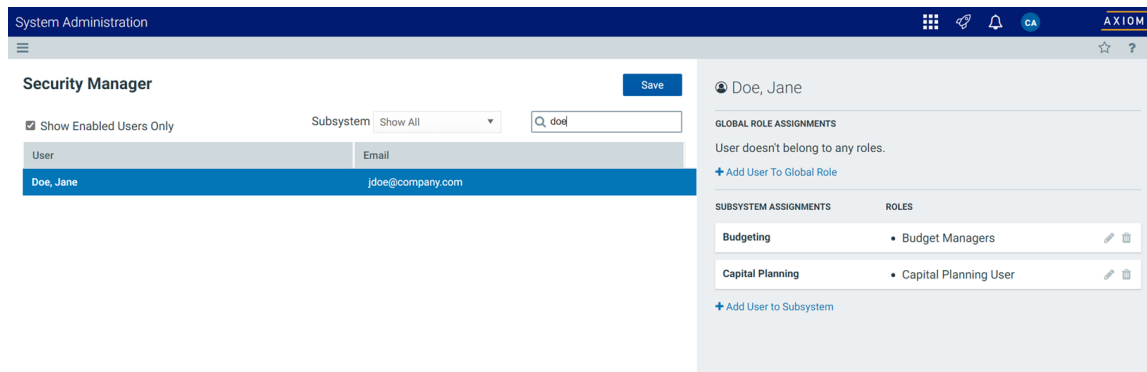 System Administration
CA
AXIOM
?
Security Manager
Save
Show Enabled Users Only
Subsystem Show All
doe
User Email
Doe, Jane jdoe@company.com
Doe, Jane
GLOBAL ROLE ASSIGNMENTS
User doesn't belong to any roles.
+ Add User To Global Role
SUBSYSTEM ASSIGNMENTS ROLES
Budgeting • Budget Managers
Capital Planning • Capital Planning User
+ Add User to Subsystem